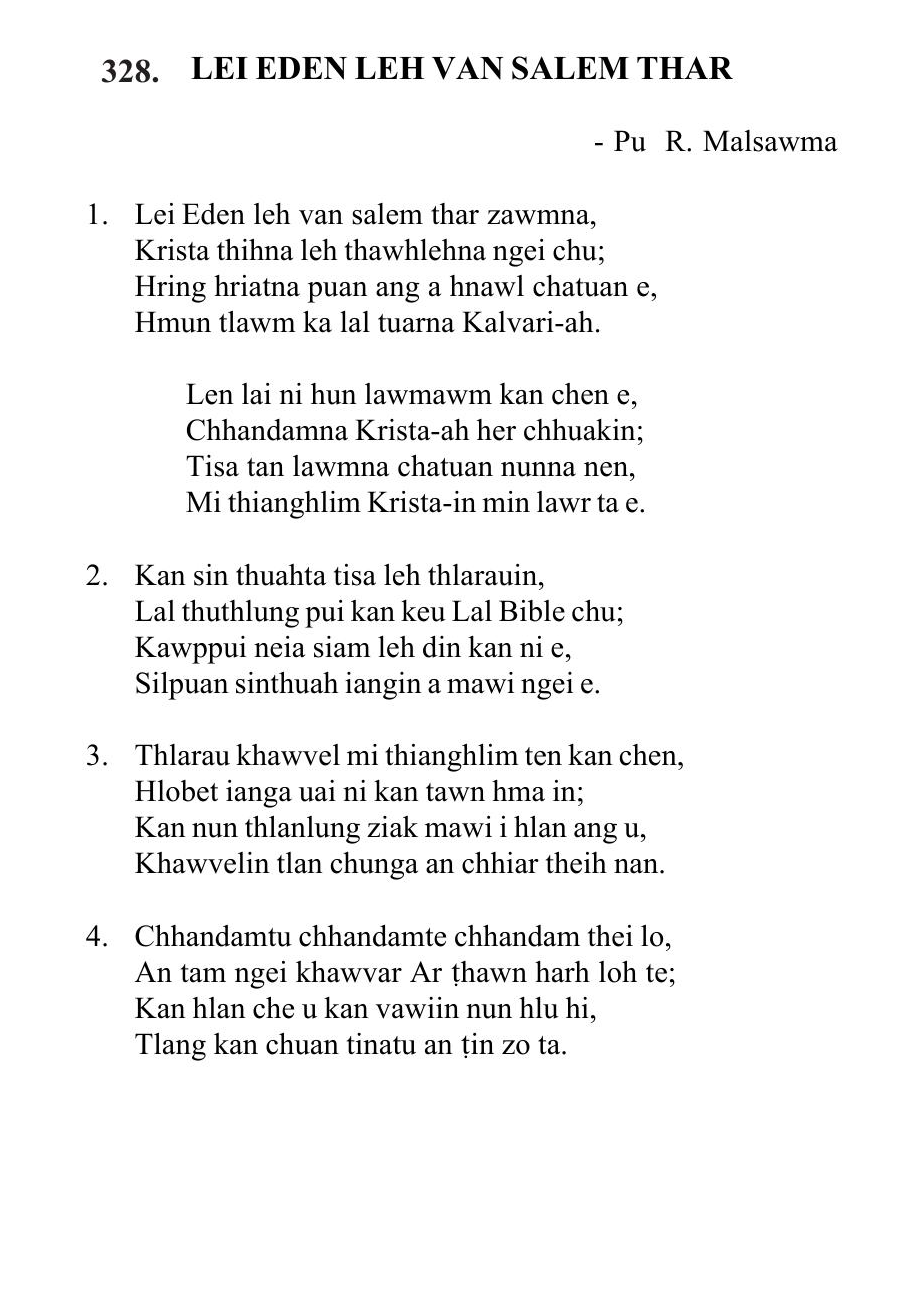 328. LEI EDEN LEH VAN SALEM THAR
- Pu R. Malsawma
1. Lei Eden leh van salem thar zawmna,
Krista thihna leh thawhlehna ngei chu;
Hring hriatna puan ang a hnawl chatuan e,
Hmun tlawm ka lal tuarna Kalvari-ah.
Len lai ni hun lawmawm kan chen e,
Chhandamna Krista-ah her chhuakin;
Tisa tan lawmna chatuan nunna nen,
Mi thianghlim Krista-in min lawr ta e.
2. Kan sin thuahta tisa leh thlarauin,
Lal thuthlung pui kan keu Lal Bible chu;
Kawppui neia siam leh din kan ni e,
Silpuan sinthuah iangin a mawi ngei e.
3. Thlarau khawvel mi thianghlim ten kan chen,
Hlobet ianga uai ni kan tawn hma in;
Kan nun thlanlung ziak mawi i hlan ang u,
Khawvelin tlan chunga an chhiar theih nan.
4. Chhandamtu chhandamte chhandam thei lo,
An tam ngei khawvar Ar ṭhawn harh loh te;
Kan hlan che u kan vawiin nun hlu hi,
Tlang kan chuan tinatu an ṭin zo ta.